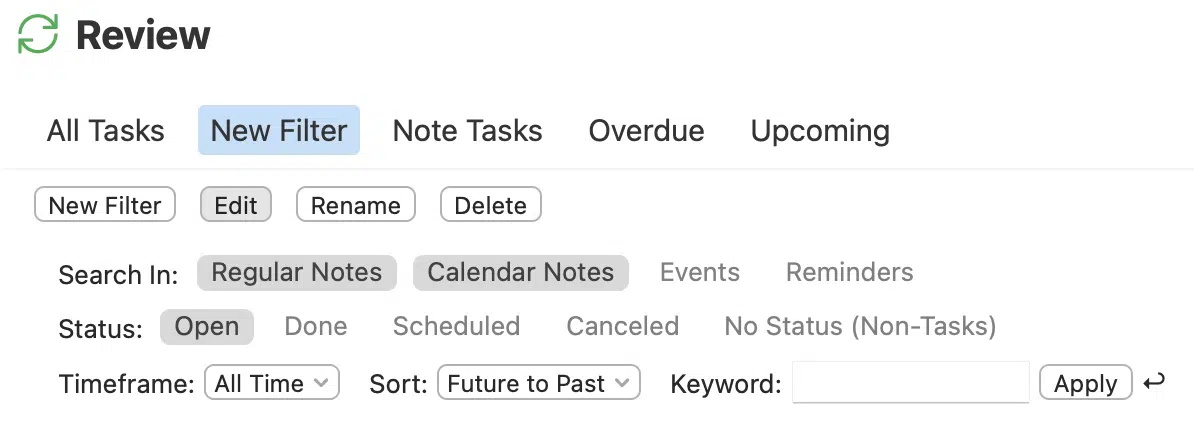 Review
All Tasks New Filter Note Tasks Overdue Upcoming
New Filter Edit Rename Delete
Search In: Regular Notes Calendar Notes Events Reminders
Status: Open Done Scheduled Canceled No Status (Non-Tasks)
Timeframe: All Time Sort: Future to Past Keyword: Apply ↩